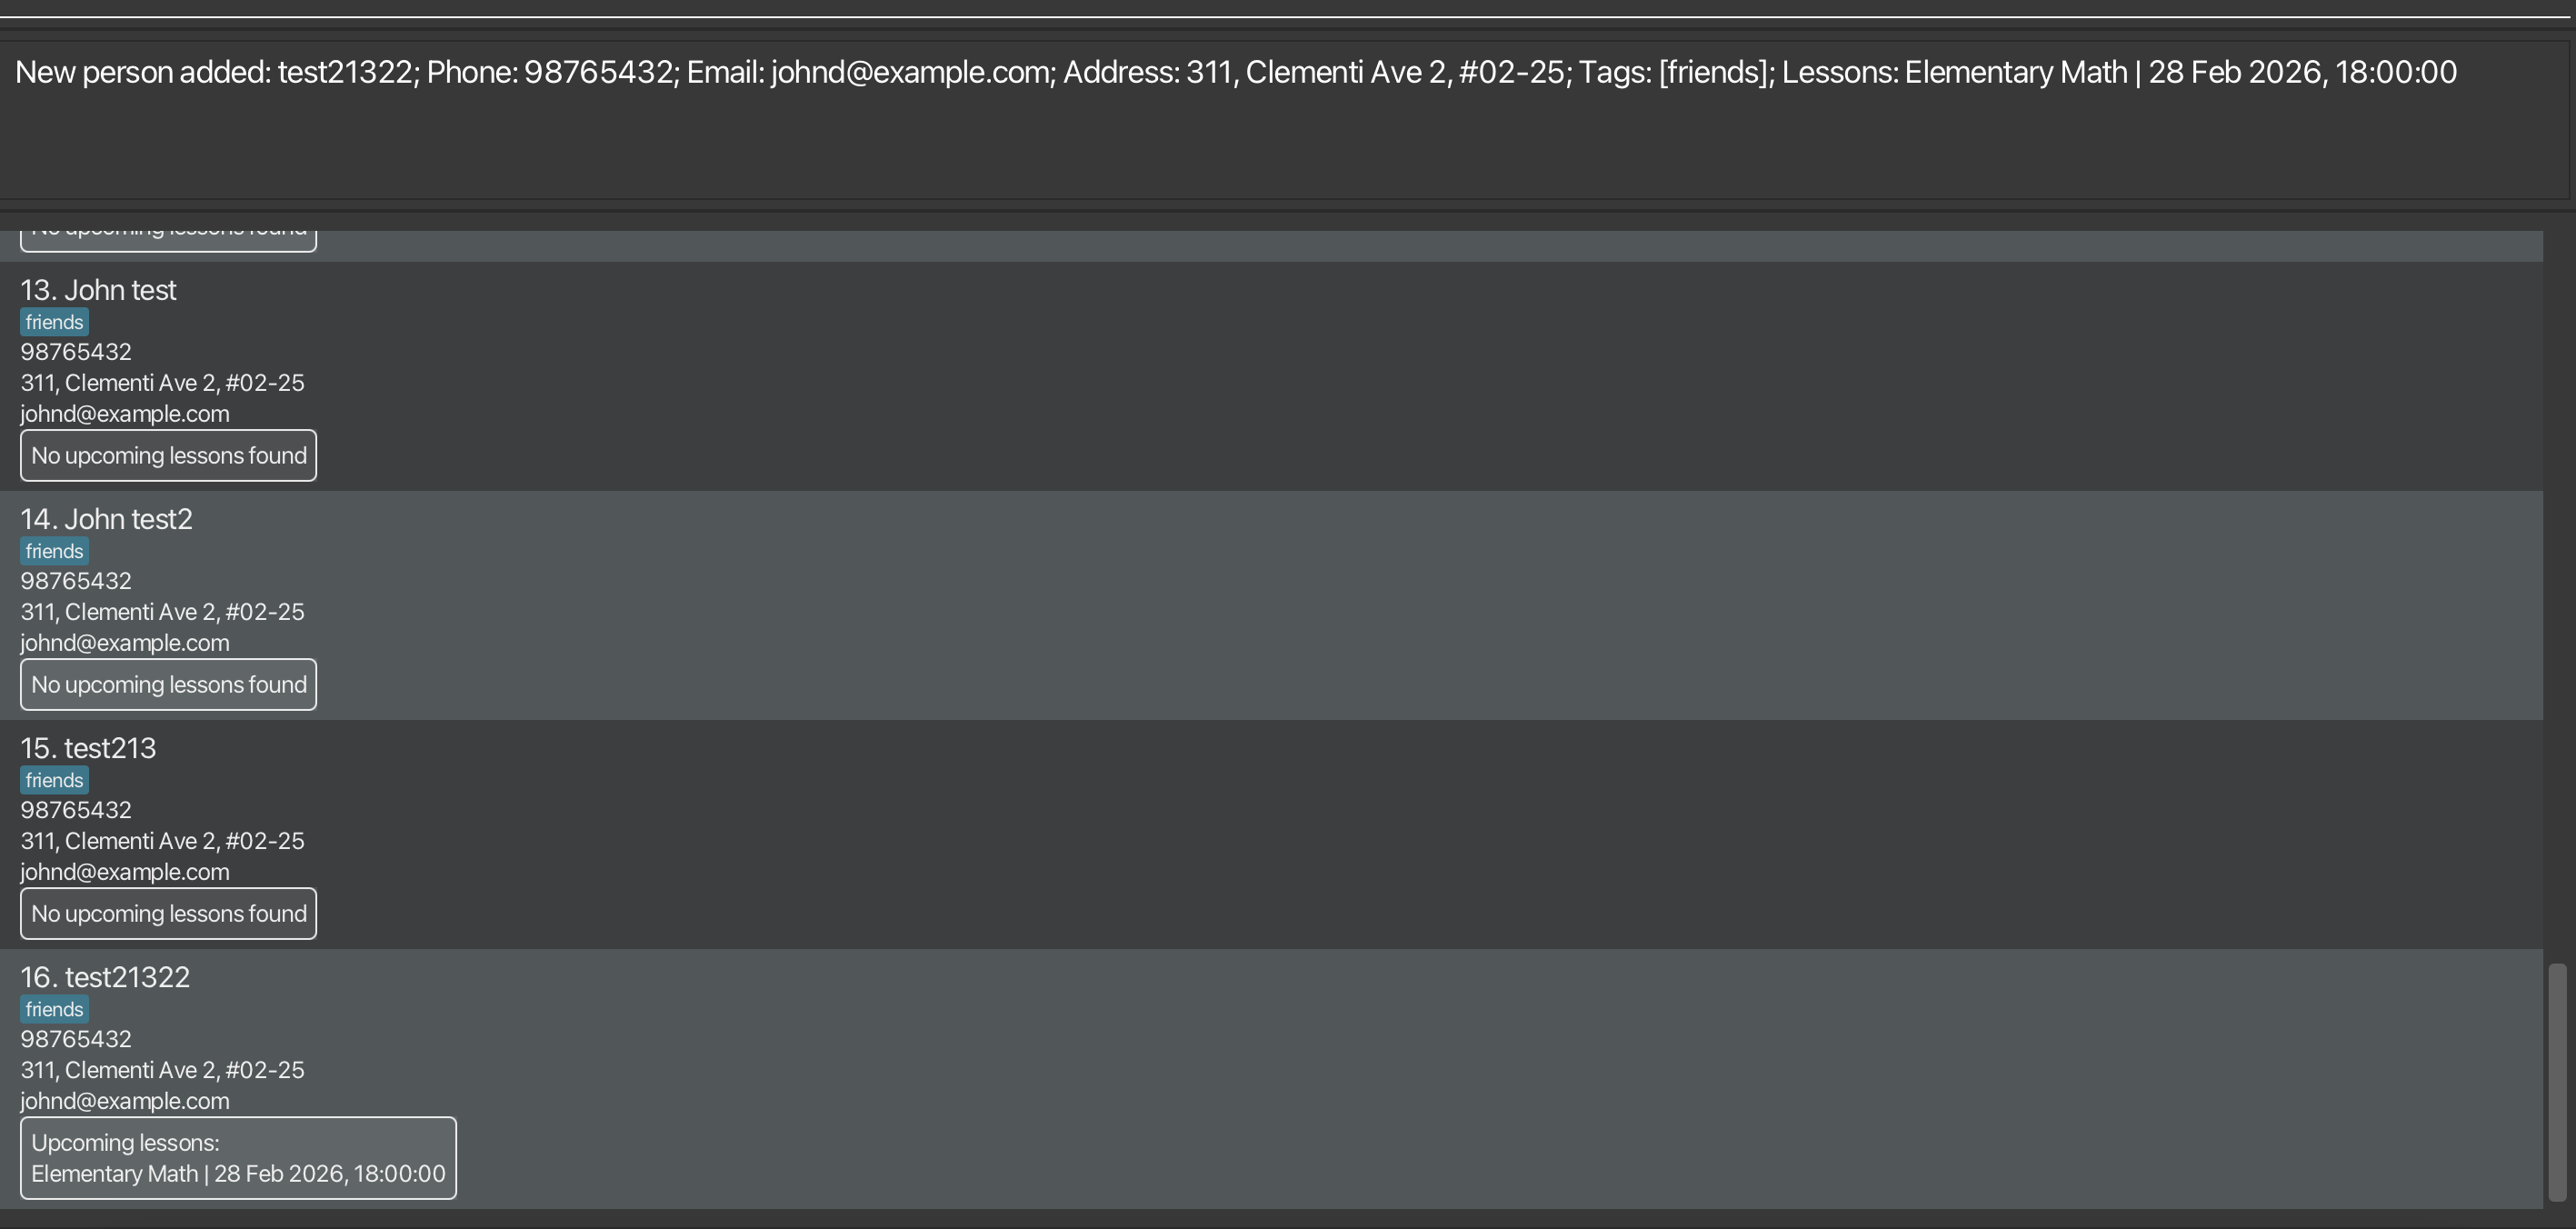 New person added: test21322; Phone: 98765432; Email: johnd@example.com; Address: 311, Clementi Ave 2, #02-25; Tags: [friends]; Lessons: Elementary Math | 28 Feb 2026, 18:00:00
No upcoming lessons found
13. John test
friends
98765432
311, Clementi Ave 2, #02-25
johnd@example.com
No upcoming lessons found
14. John test2
friends
98765432
311, Clementi Ave 2, #02-25
johnd@example.com
No upcoming lessons found
15. test213
friends
98765432
311, Clementi Ave 2, #02-25
johnd@example.com
No upcoming lessons found
16. test21322
friends
98765432
311, Clementi Ave 2, #02-25
johnd@example.com
Upcoming lessons:
Elementary Math | 28 Feb 2026, 18:00:00